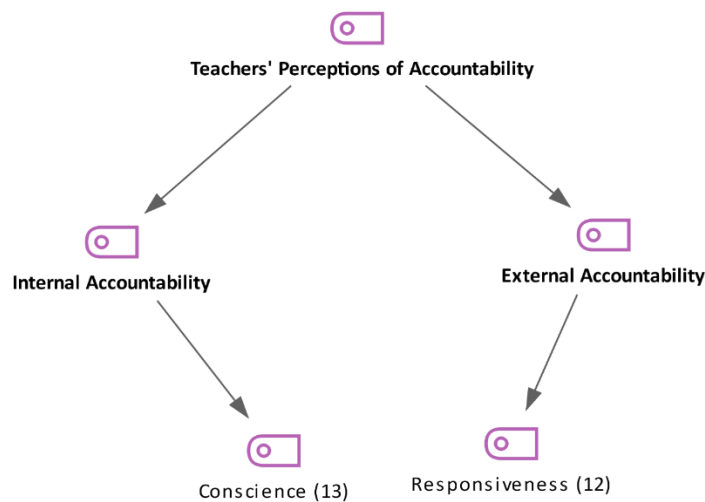 Teachers' Perceptions of Accountability
Internal Accountability
External Accountability
Conscience (13)
Responsiveness (12)